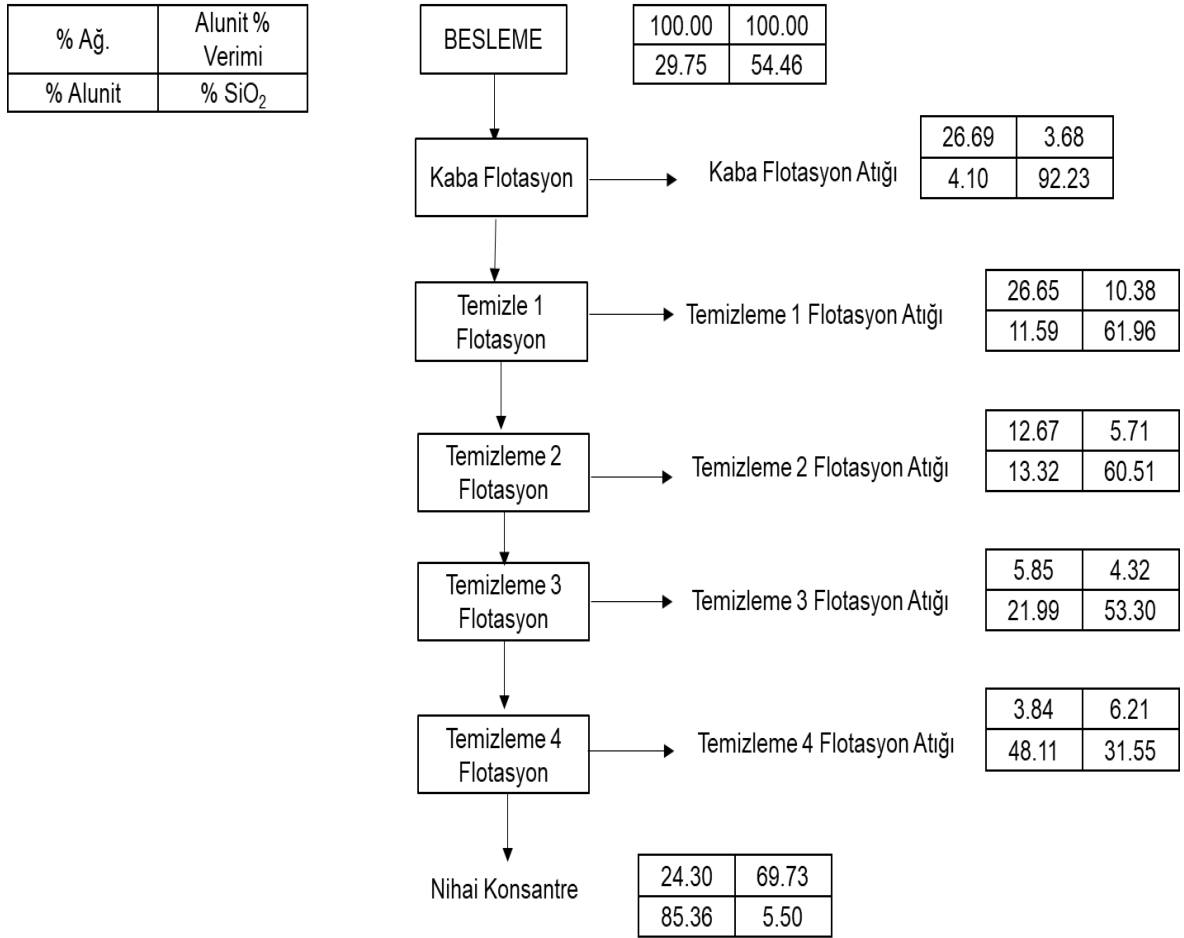 % Ağ.
Alunit %
Verimi
% Alunit
% SiO2
BESLEME
100.00
100.00
29.75
54.46
Kaba Flotasyon
Kaba Flotasyon Atığı
26.69
3.68
4.10
92.23
Temizle 1
Flotasyon
Temizleme 1 Flotasyon Atığı
26.65
10.38
11.59
61.96
Temizleme 2
Flotasyon
Temizleme 2 Flotasyon Atığı
12.67
5.71
13.32
60.51
Temizleme 3
Flotasyon
Temizleme 3 Flotasyon Atığı
5.85
4.32
21.99
53.30
Temizleme 4
Flotasyon
Temizleme 4 Flotasyon Atığı
3.84
6.21
48.11
31.55
Nihai Konsantre
24.30
69.73
85.36
5.50